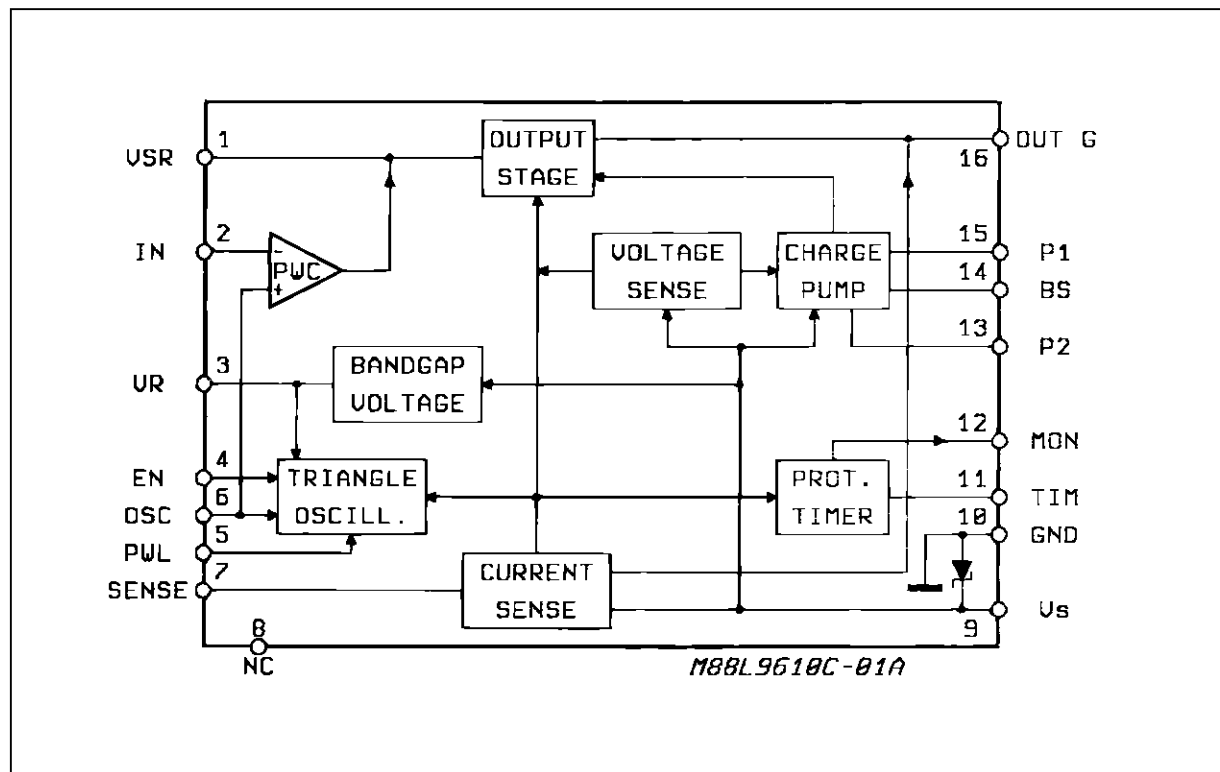 1
VSR
OUTPUT
STAGE
OUT G
16
2
IN
-
PWC
+
VOLTAGE
SENSE
CHARGE
PUMP
15
P1
14
BS
13
P2
3
VR
BANDGAP
VOLTAGE
12
MON
4
EN
6
OSC
5
PWL
7
SENSE
TRIANGLE
OSCILL.
PROT.
TIMER
11
TIM
10
GND
CURRENT
SENSE
Vs
9
8
NC
M88L9610C-01A